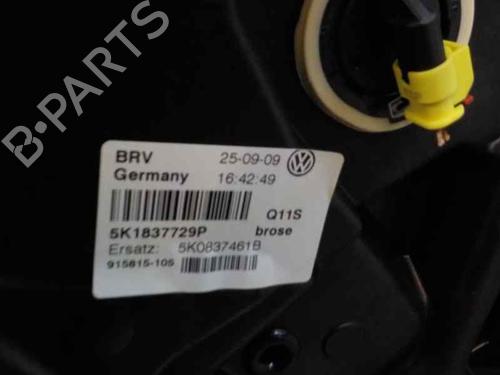 B-PARTS
BRV 25-09-09
Germany 16:42:49
Q11S
5K1837729P brose
Ersatz: 5K0837461B
915815-105